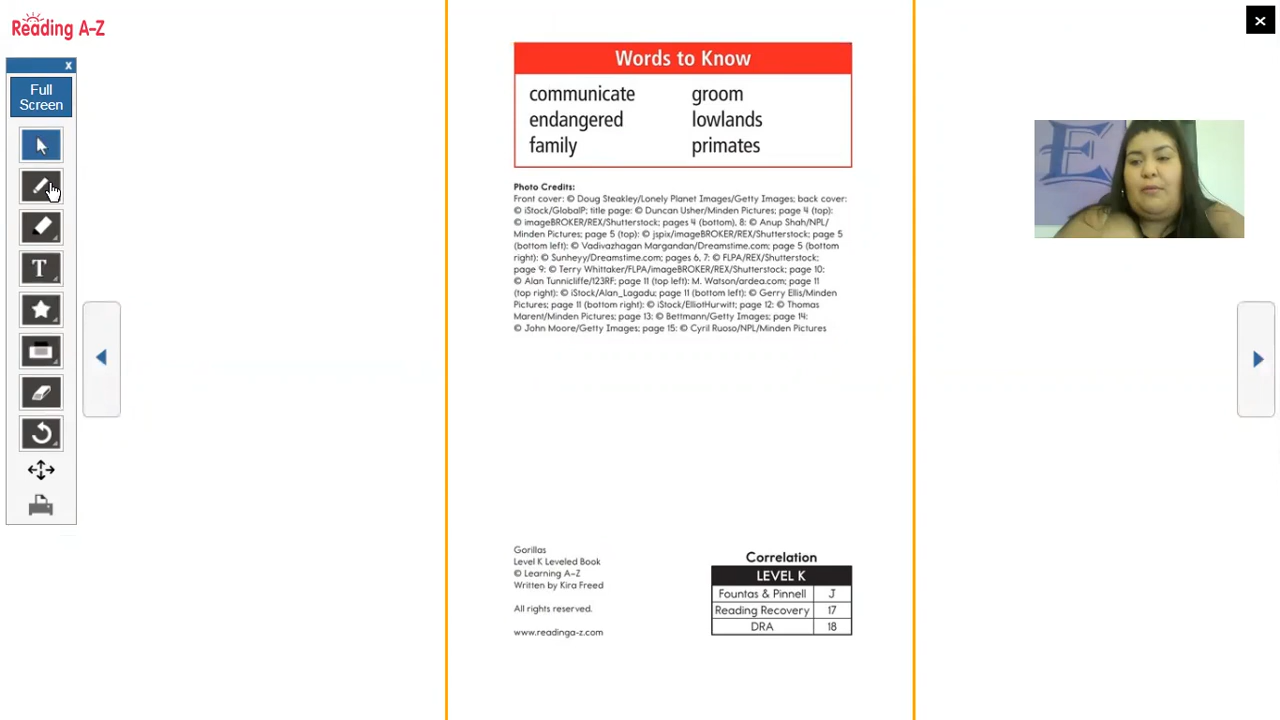 Reading A-Z
x
Full
Screen
T
Words to Know
communicate groom
endangered lowlands
family primates
Photo Credits:
Front cover: © Doug Steakley/Lonely Planet Images/Getty Images; back cover:
© iStock/GlobalP; title page: © Duncan Usher/Minden Pictures; page 4 (top):
© imageBROKER/REX/Shutterstock; pages 4 (bottom), 8: © Anup Shah/NPL/
Minden Pictures; page 5 (top): © jspix/imageBROKER/REX/Shutterstock; page 5
(bottom left): © Vadivazhagan Margandan/Dreamstime.com; page 5 (bottom
right): © Sunheyy/Dreamstime.com; pages 6, 7: © FLPA/REX/Shutterstock;
page 9: © Terry Whittaker/FLPA/imageBROKER/REX/Shutterstock; page 10:
© Alan Tunnicliffe/123RF; page 11 (top left): M. Watson/ardea.com; page 11
(top right): © iStock/Alan_Lagadu; page 11 (bottom left): © Gerry Ellis/Minden
Pictures; page 11 (bottom right): © iStock/ElliotHurwitt; page 12: © Thomas
Marent/Minden Pictures; page 13: © Bettmann/Getty Images; page 14:
© John Moore/Getty Images; page 15: © Cyril Ruoso/NPL/Minden Pictures
Gorillas
Level K Leveled Book
© Learning A–Z
Written by Kira Freed
All rights reserved.
www.readinga-z.com
Correlation
LEVEL K
Fountas & Pinnell J
Reading Recovery 17
DRA 18
E